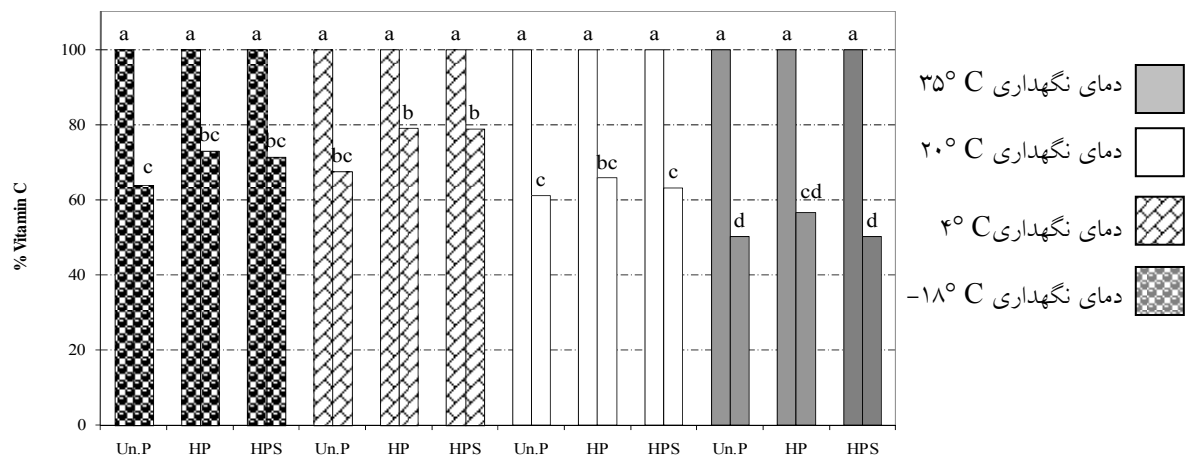 a a a a a a a a a a a a
100
80
60
40
20
0
% Vitamin C
c bc bc bc b b c bc c d cd d
Un.P HP HPS Un.P HP HPS Un.P HP HPS Un.P HP HPS
دمای نگهداری ۳۵° C
دمای نگهداری ۲۰° C
دمای نگهداری ۴° C
دمای نگهداری ۱۸° C-